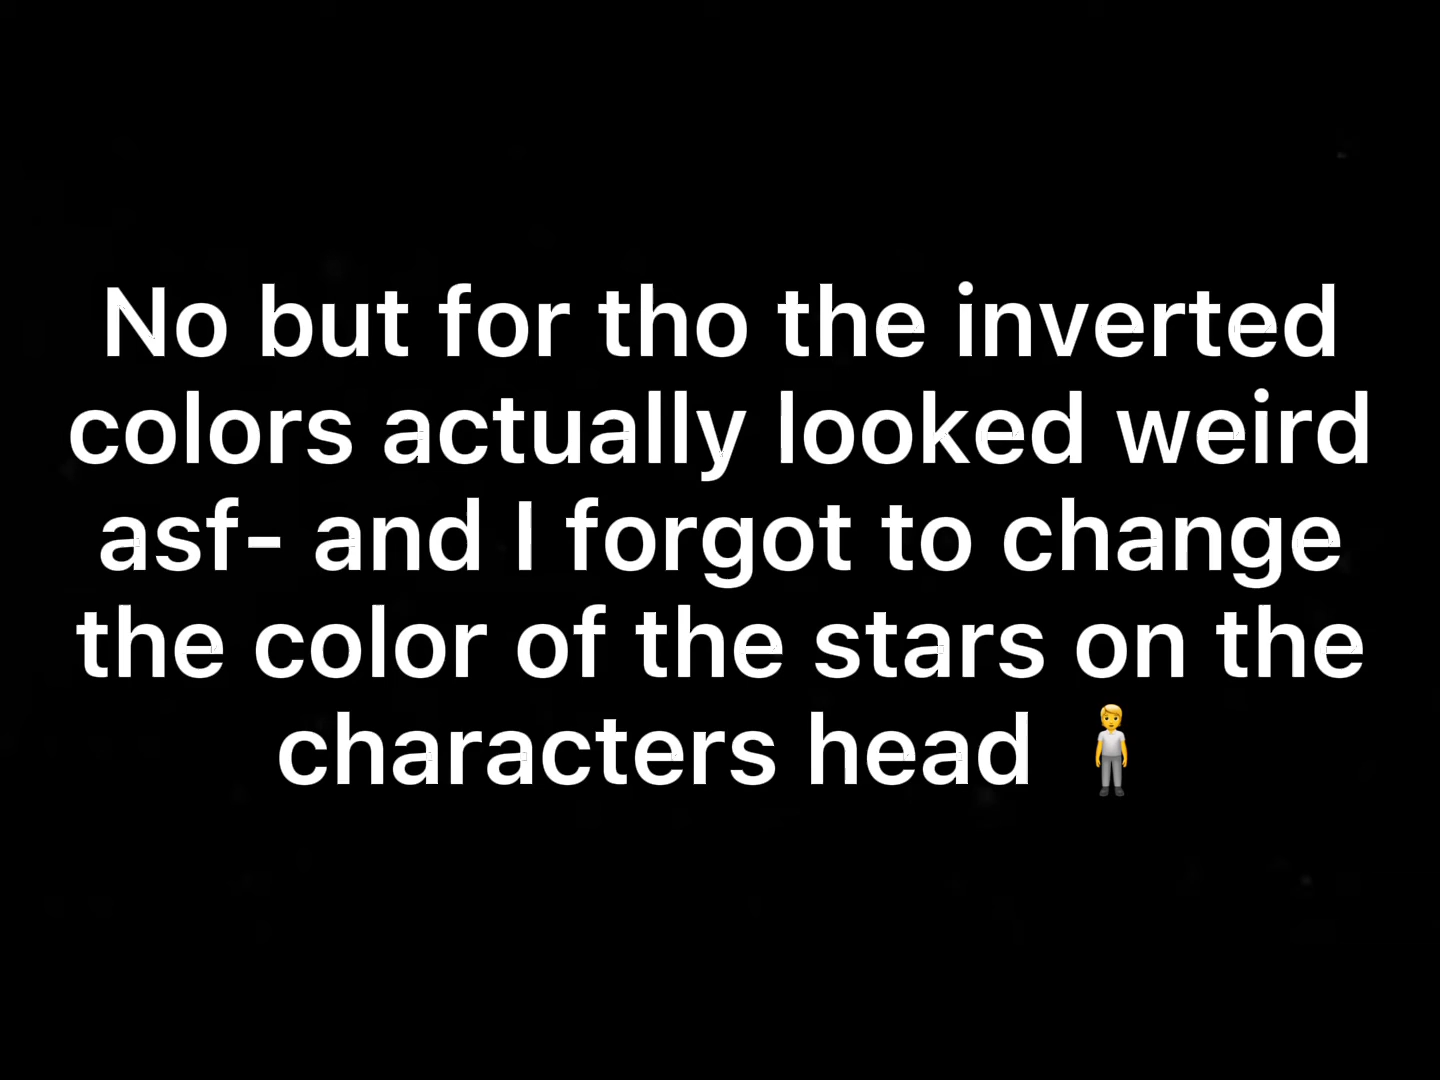 No but for tho the inverted
colors actually looked weird
asf- and I forgot to change
the color of the stars on the
characters head 🧍